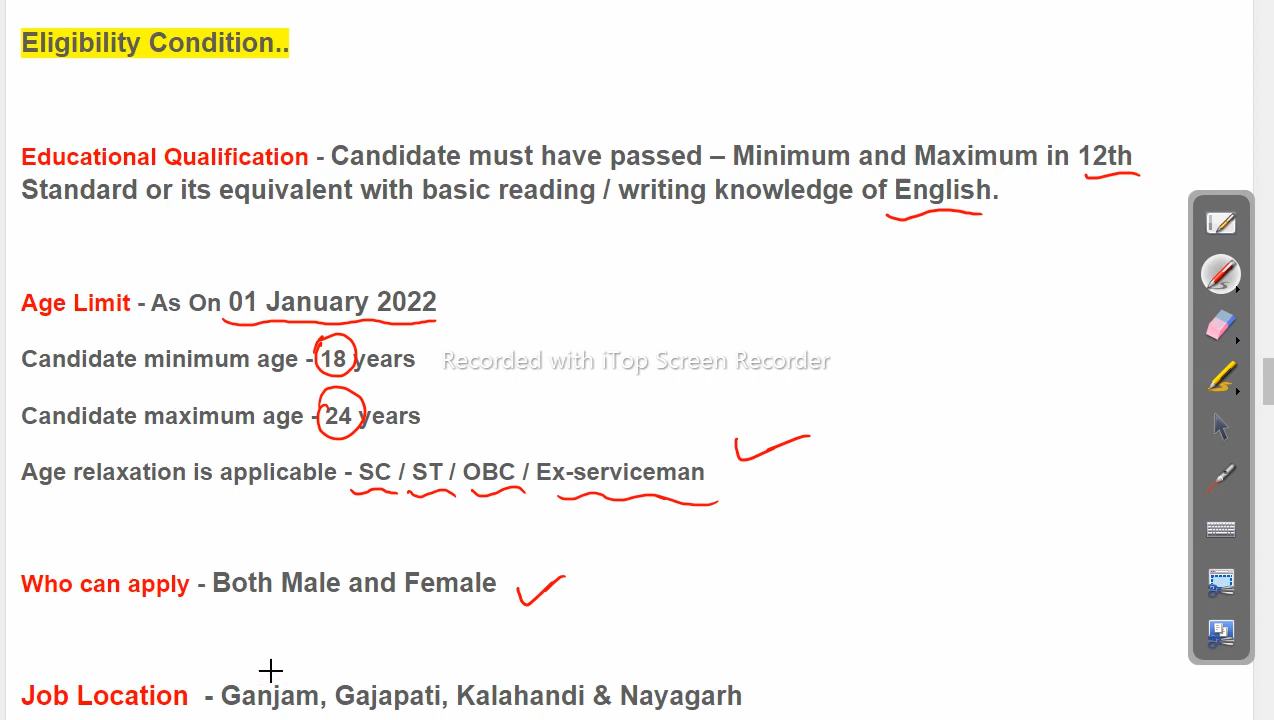 Eligibility Condition..
Educational Qualification - Candidate must have passed – Minimum and Maximum in 12th
Standard or its equivalent with basic reading / writing knowledge of English.
Age Limit - As On 01 January 2022
Candidate minimum age - 18 years
Recorded with iTop Screen Recorder
Candidate maximum age - 24 years
Age relaxation is applicable - SC / ST / OBC / Ex-serviceman
Who can apply - Both Male and Female
Job Location - Ganjam, Gajapati, Kalahandi & Nayagarh